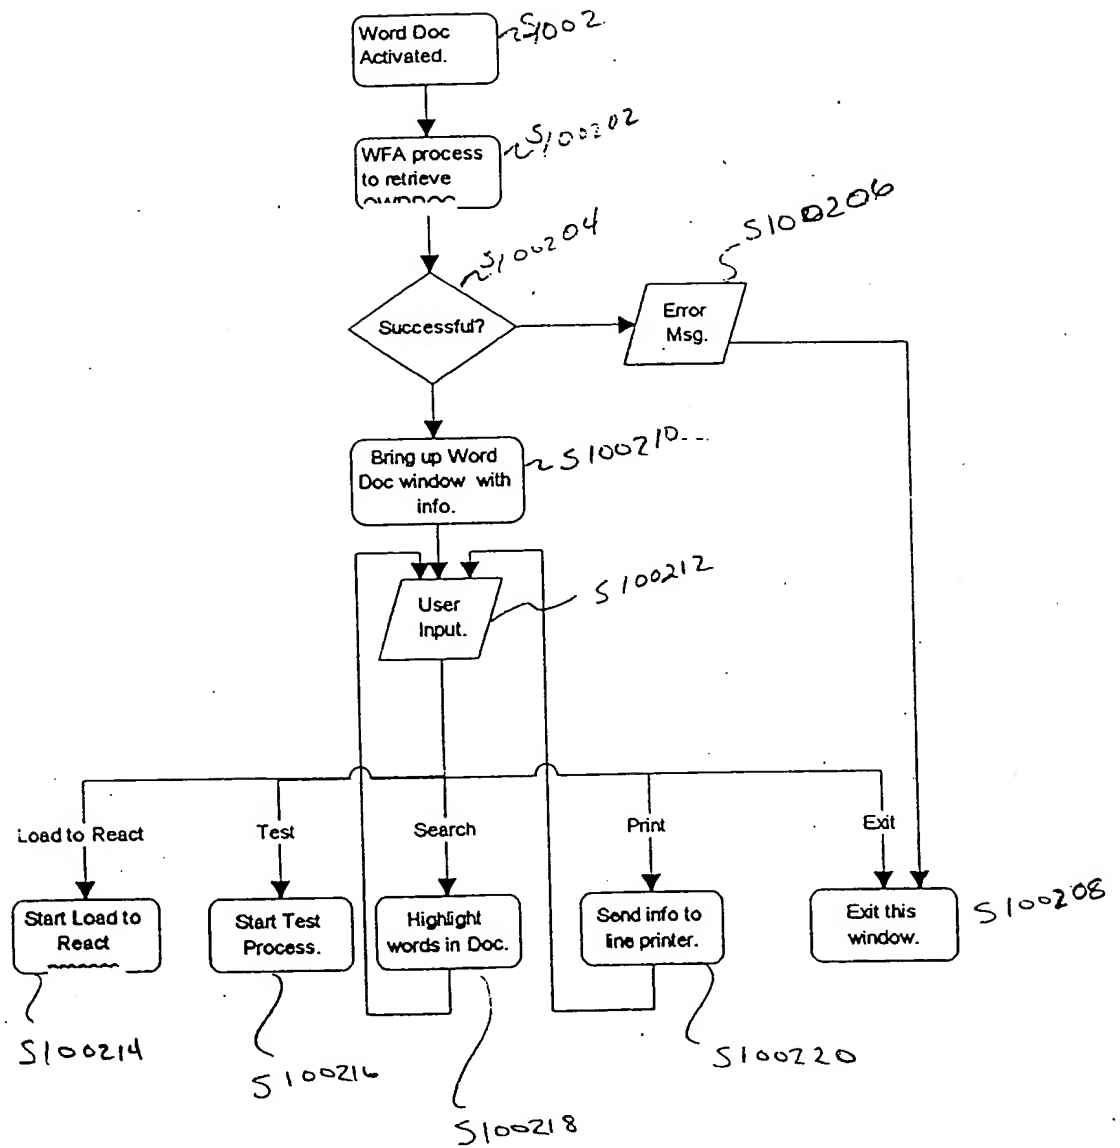 Word Doc
Activated.
S1002
WFA process
to retrieve
S100202
S100204
S100206
Successful?
Error
Msg.
Bring up Word
Doc window with
info.
S100210
User
Input.
S100212
Load to React
Test
Search
Print
Exit
Start Load to
React
Start Test
Process.
Highlight
words in Doc.
Send info to
line printer.
Exit this
window.
S100208
S100214
S100216
S100218
S100220